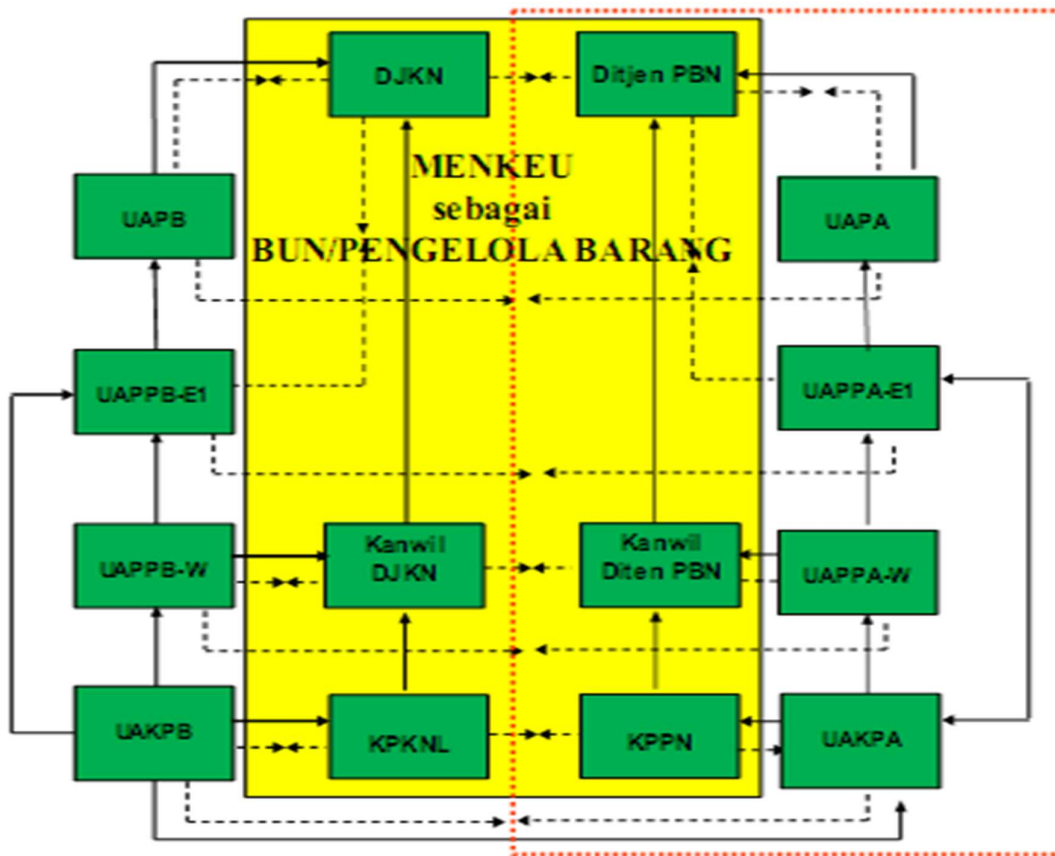 DJKN
Ditjen PBN
MENKEU
sebagai
BUN/PENGELOLA BARANG
UAPB
UAPA
UAPPB-E1
UAPPA-E1
UAPPB-W
Kanwil
DJKN
Kanwil
Diten PBN
UAPPA-W
UAKPB
KPKNL
KPPN
UAKPA